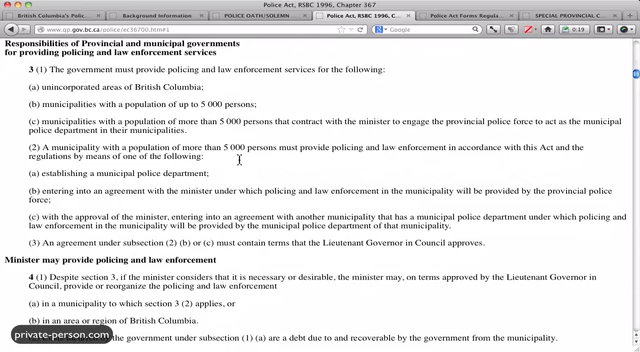 British Columbia's Polic...
Background Information
POLICE OATH/SOLEMN ...
Police Act, RSBC 1996, C...
Police Act Forms Regula...
SPECIAL PROVINCIAL C...
Police Act, RSBC 1996, Chapter 367
www.qp.gov.bc.ca/police/ec36700.htm#1
Google
0:19
Responsibilities of Provincial and municipal governments
for providing policing and law enforcement services
3 (1) The government must provide policing and law enforcement services for the following:
(a) unincorporated areas of British Columbia;
(b) municipalities with a population of up to 5 000 persons;
(c) municipalities with a population of more than 5 000 persons that contract with the minister to engage the provincial police force to act as the municipal
police department in their municipalities.
(2) A municipality with a population of more than 5 000 persons must provide policing and law enforcement in accordance with this Act and the
regulations by means of one of the following:
(a) establishing a municipal police department;
(b) entering into an agreement with the minister under which policing and law enforcement in the municipality will be provided by the provincial police
force;
(c) with the approval of the minister, entering into an agreement with another municipality that has a municipal police department under which policing and
law enforcement in the municipality will be provided by the municipal police department of that municipality.
(3) An agreement under subsection (2) (b) or (c) must contain terms that the Lieutenant Governor in Council approves.
Minister may provide policing and law enforcement
4 (1) Despite section 3, if the minister considers that it is necessary or desirable, the minister may, on terms approved by the Lieutenant Governor in
Council, provide or reorganize the policing and law enforcement
(a) in a municipality to which section 3 (2) applies, or
(b) in an area or region of British Columbia.
the government under subsection (1) (a) are a debt due to and recoverable by the government from the municipality.
private-person.com